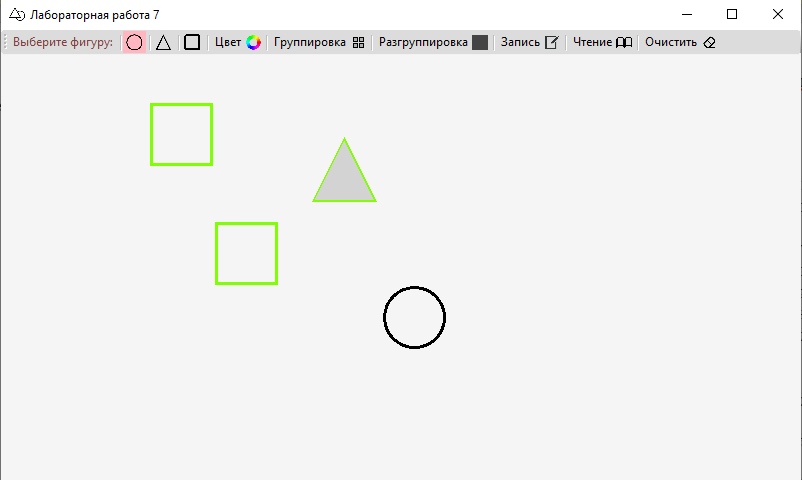 Лабораторная работа 7
Выберите фигуру: Цвет Группировка Разгруппировка Запись Чтение Очистить